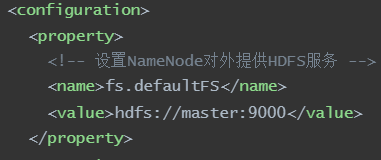 <configuration>
<property>
<!-- 设置NameNode对外提供HDFS服务 -->
<name>fs.defaultFS</name>
<value>hdfs://master:9000</value>
</property>